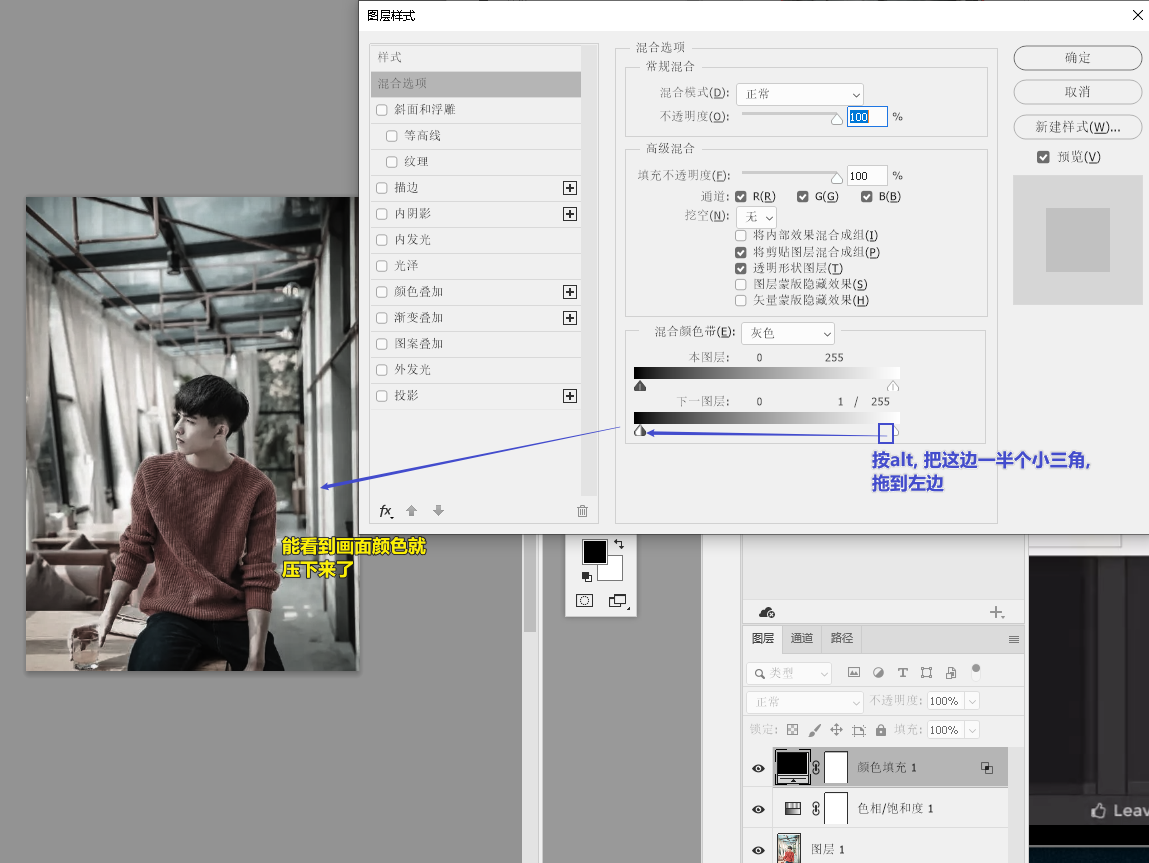 图层样式
样式
混合选项
斜面和浮雕
等高线
纹理
描边
内阴影
内发光
光泽
颜色叠加
渐变叠加
图案叠加
外发光
投影
fx
混合选项
常规混合
混合模式(D): 正常
不透明度(O): 100 %
高级混合
填充不透明度(F): 100 %
通道: R(R) G(G) B(B)
挖空(N): 无
将内部效果混合成组(I)
将剪贴图层混合成组(P)
透明形状图层(T)
图层蒙版隐藏效果(S)
矢量蒙版隐藏效果(H)
混合颜色带(E): 灰色
本图层: 0 255
下一图层: 0 1 / 255
确定
取消
新建样式(W)...
预览(V)
按alt, 把这边一半个小三角,
拖到左边
能看到画面颜色就
压下来了
图层 通道 路径
类型
正常 不透明度: 100%
锁定: 填充: 100%
颜色填充 1
色相/饱和度 1
图层 1
Leav